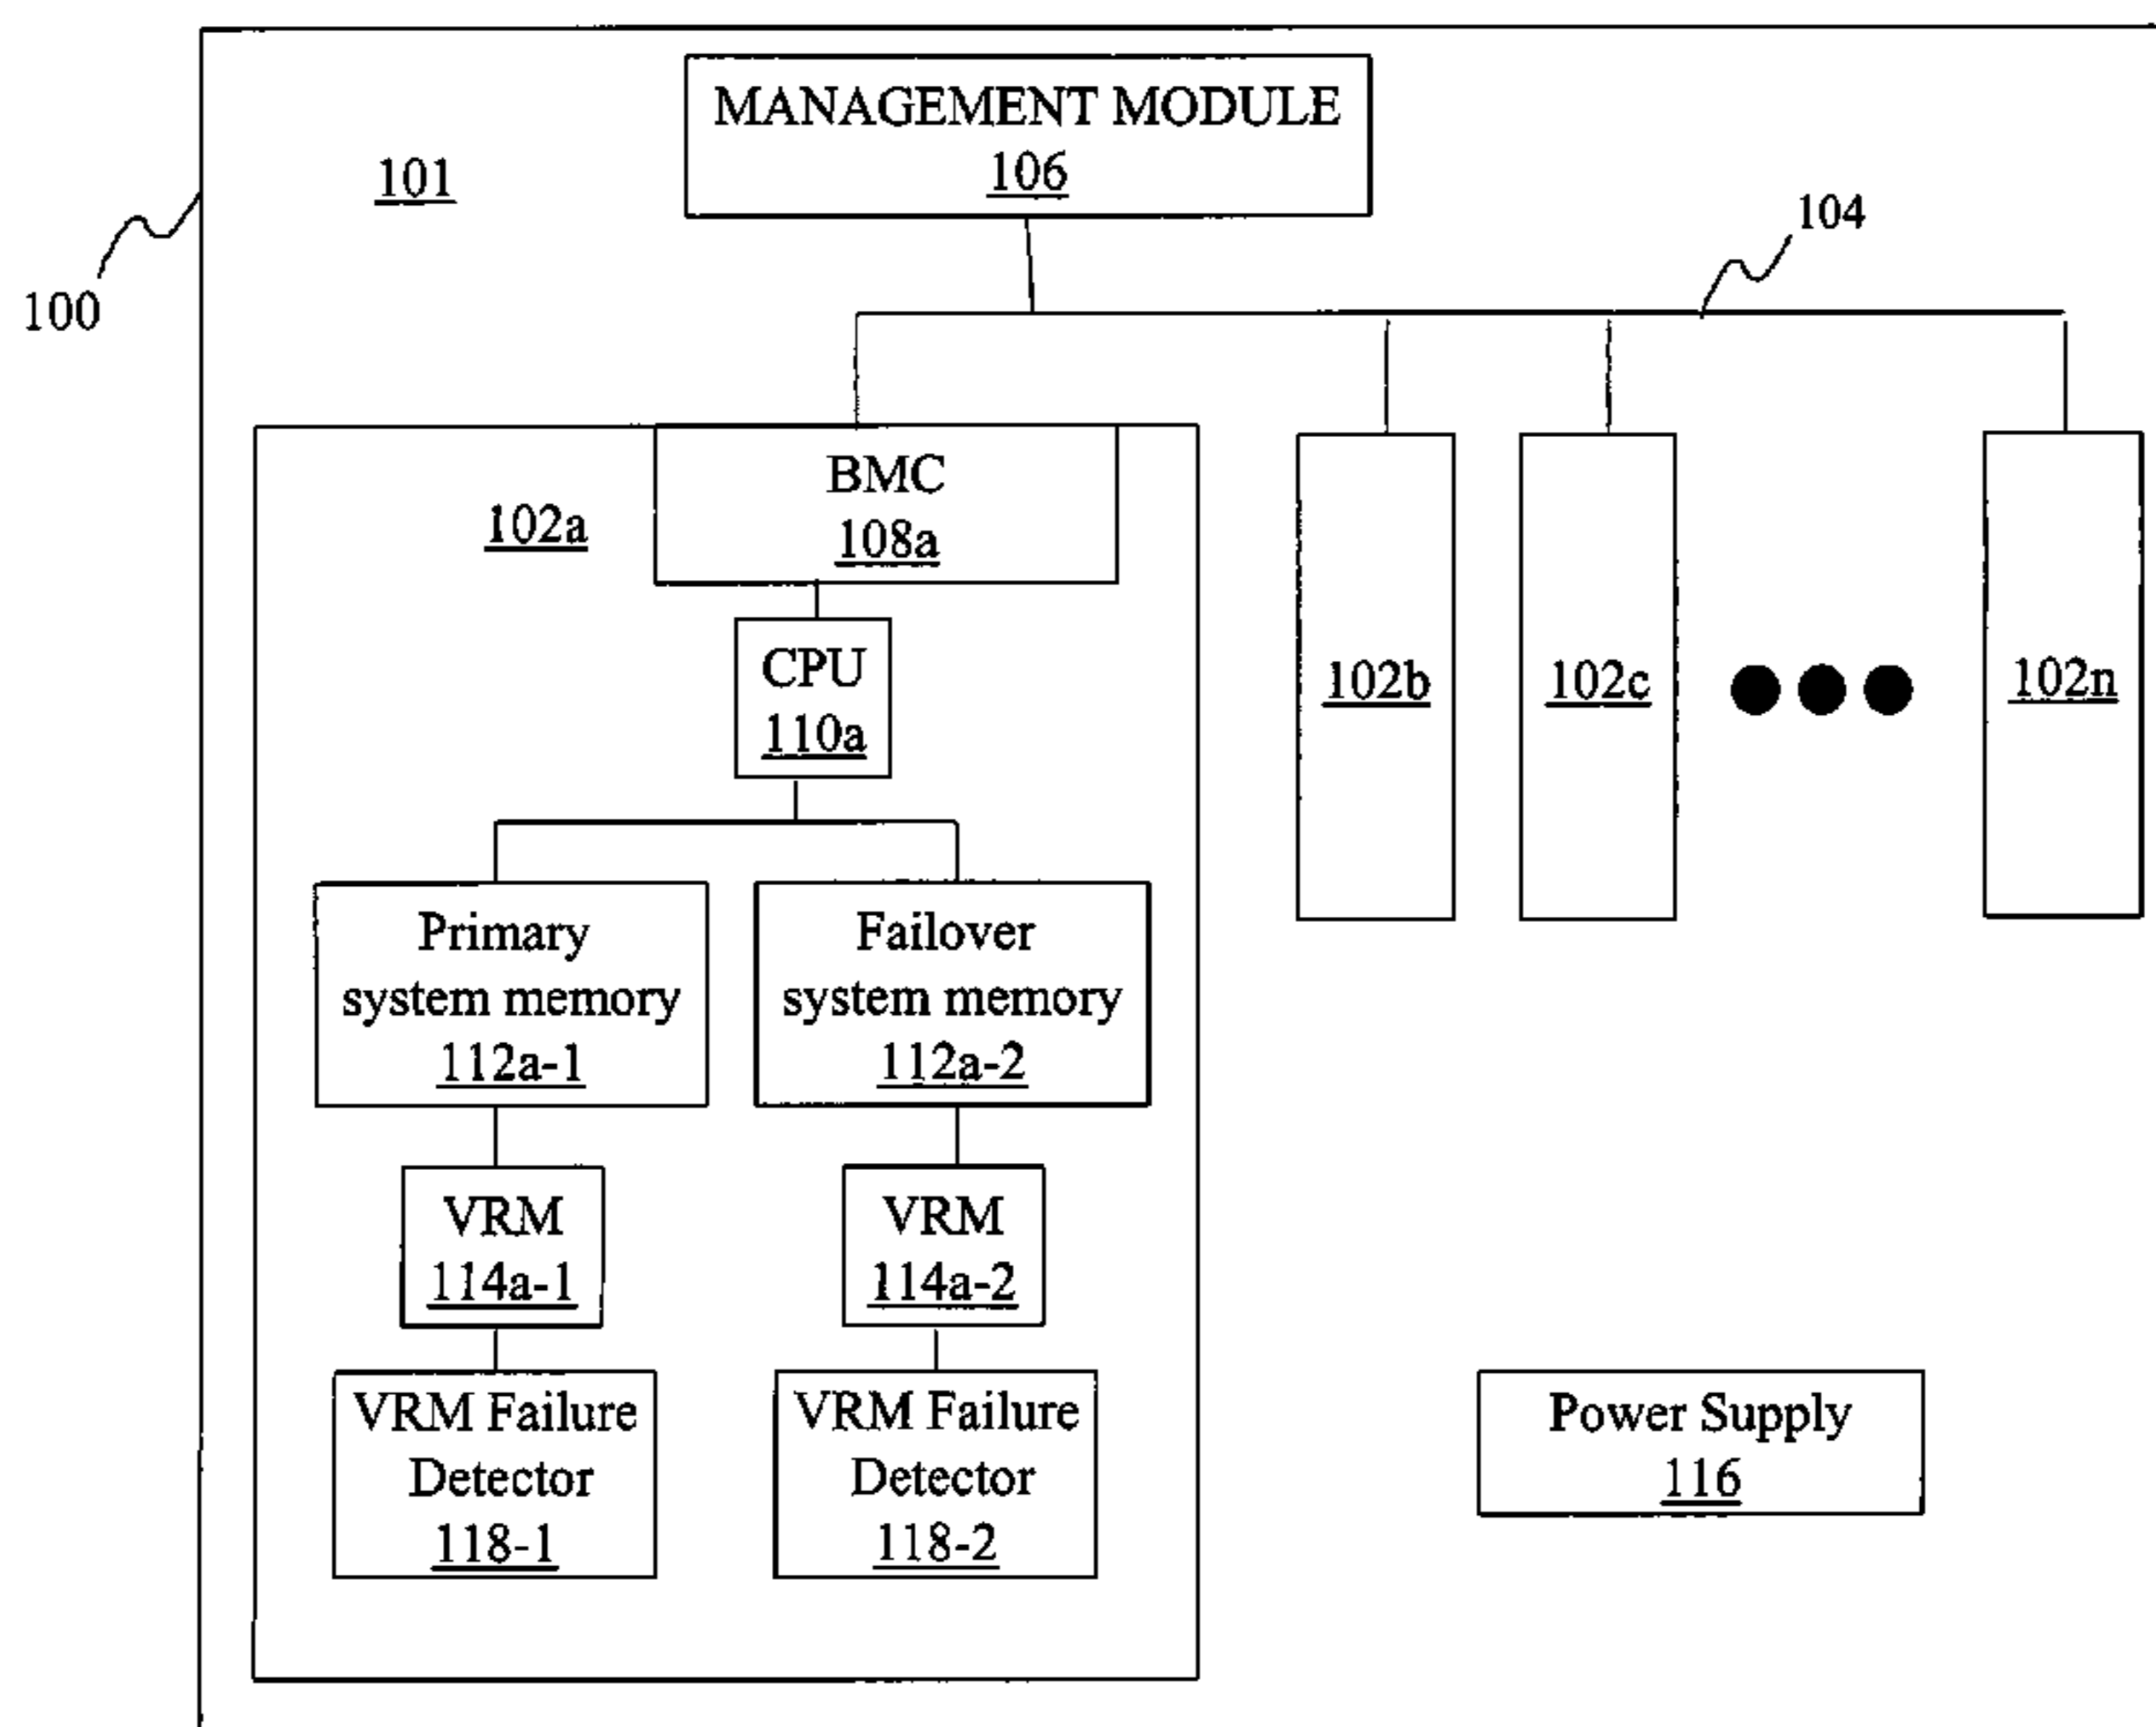 MANAGEMENT MODULE
106
101
104
100
BMC
108a
102a
CPU
110a
102b
102c
102n
Primary
system memory
112a-1
Failover
system memory
112a-2
VRM
114a-1
VRM
114a-2
VRM Failure
Detector
118-1
VRM Failure
Detector
118-2
Power Supply
116